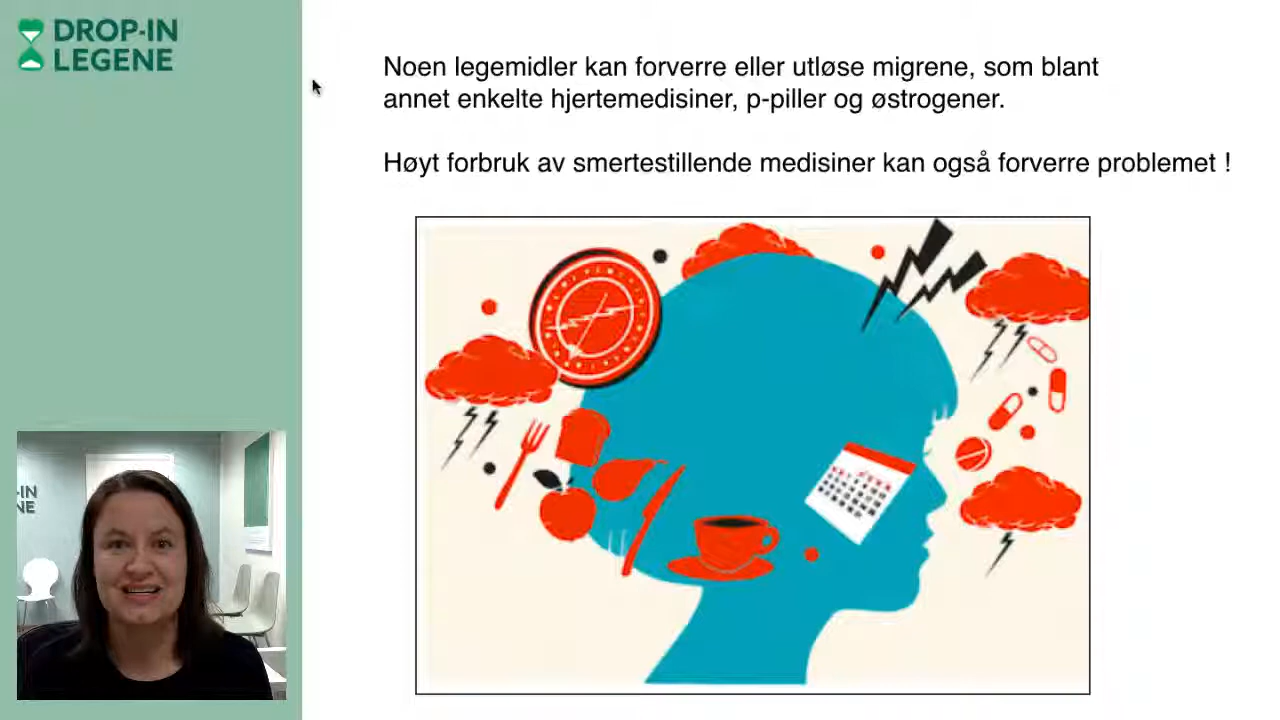 DROP-IN
LEGENE
Noen legemidler kan forverre eller utløse migrene, som blant
annet enkelte hjertemedisiner, p-piller og østrogener.
Høyt forbruk av smertestillende medisiner kan også forverre problemet !
-IN
NE